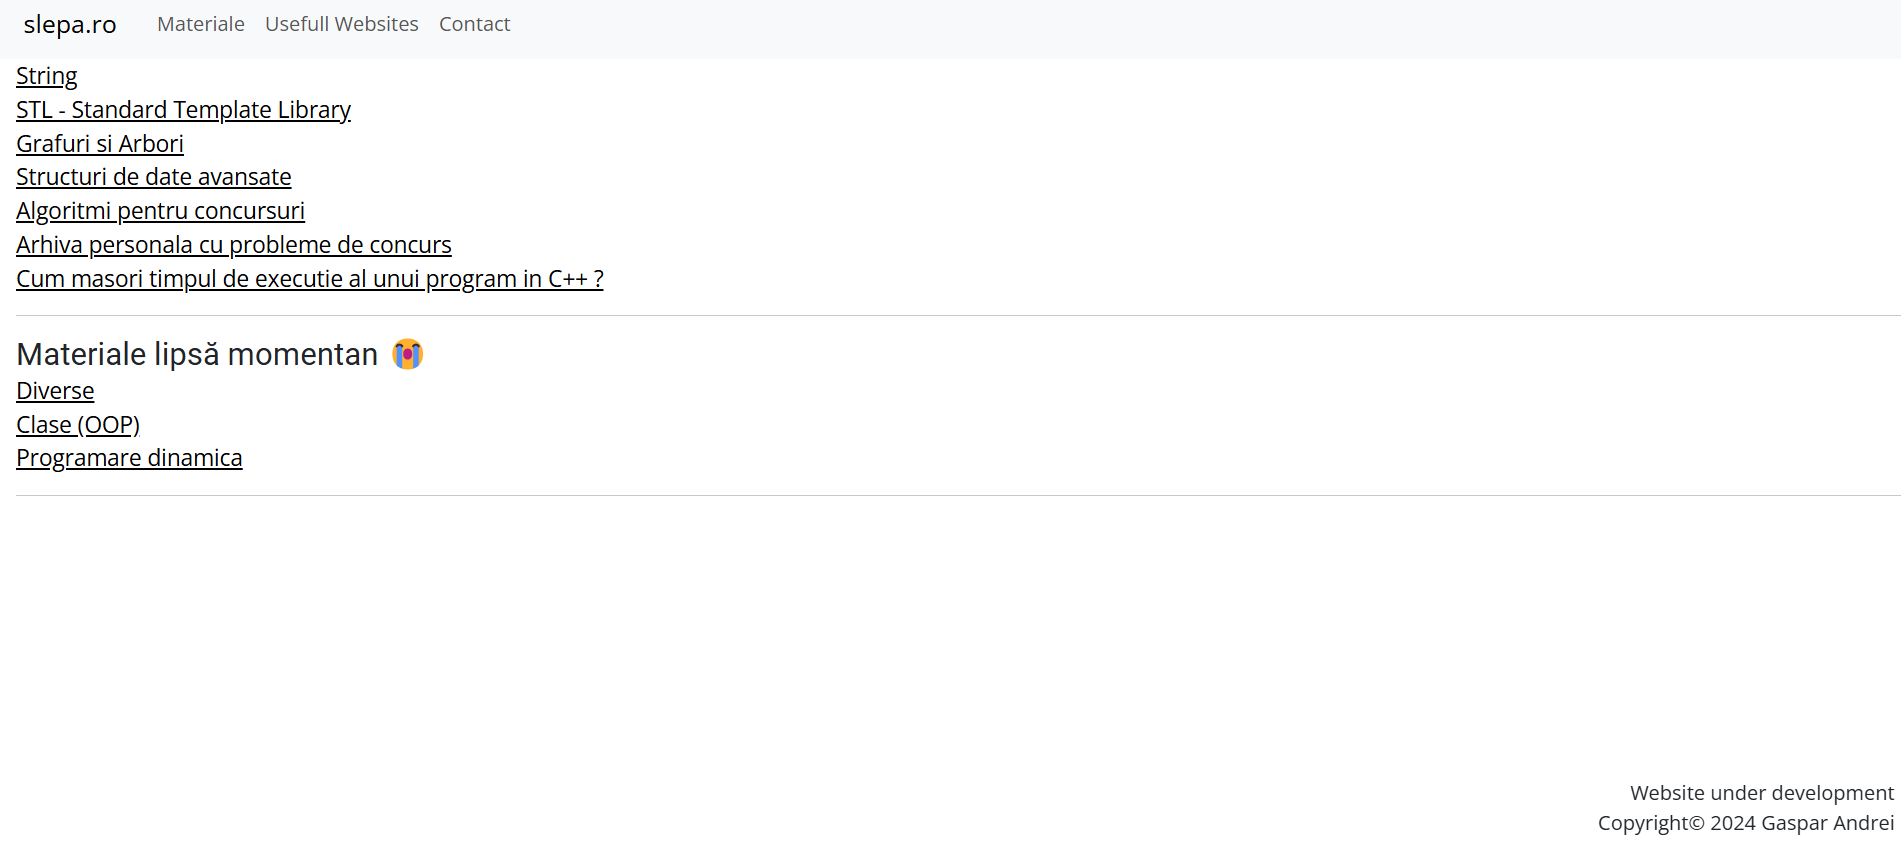 slepa.ro Materiale Usefull Websites Contact
String
STL - Standard Template Library
Grafuri si Arbori
Structuri de date avansate
Algoritmi pentru concursuri
Arhiva personala cu probleme de concurs
Cum masori timpul de executie al unui program in C++ ?
Materiale lipsă momentan 😭
Diverse
Clase (OOP)
Programare dinamica
Website under development
Copyright© 2024 Gaspar Andrei